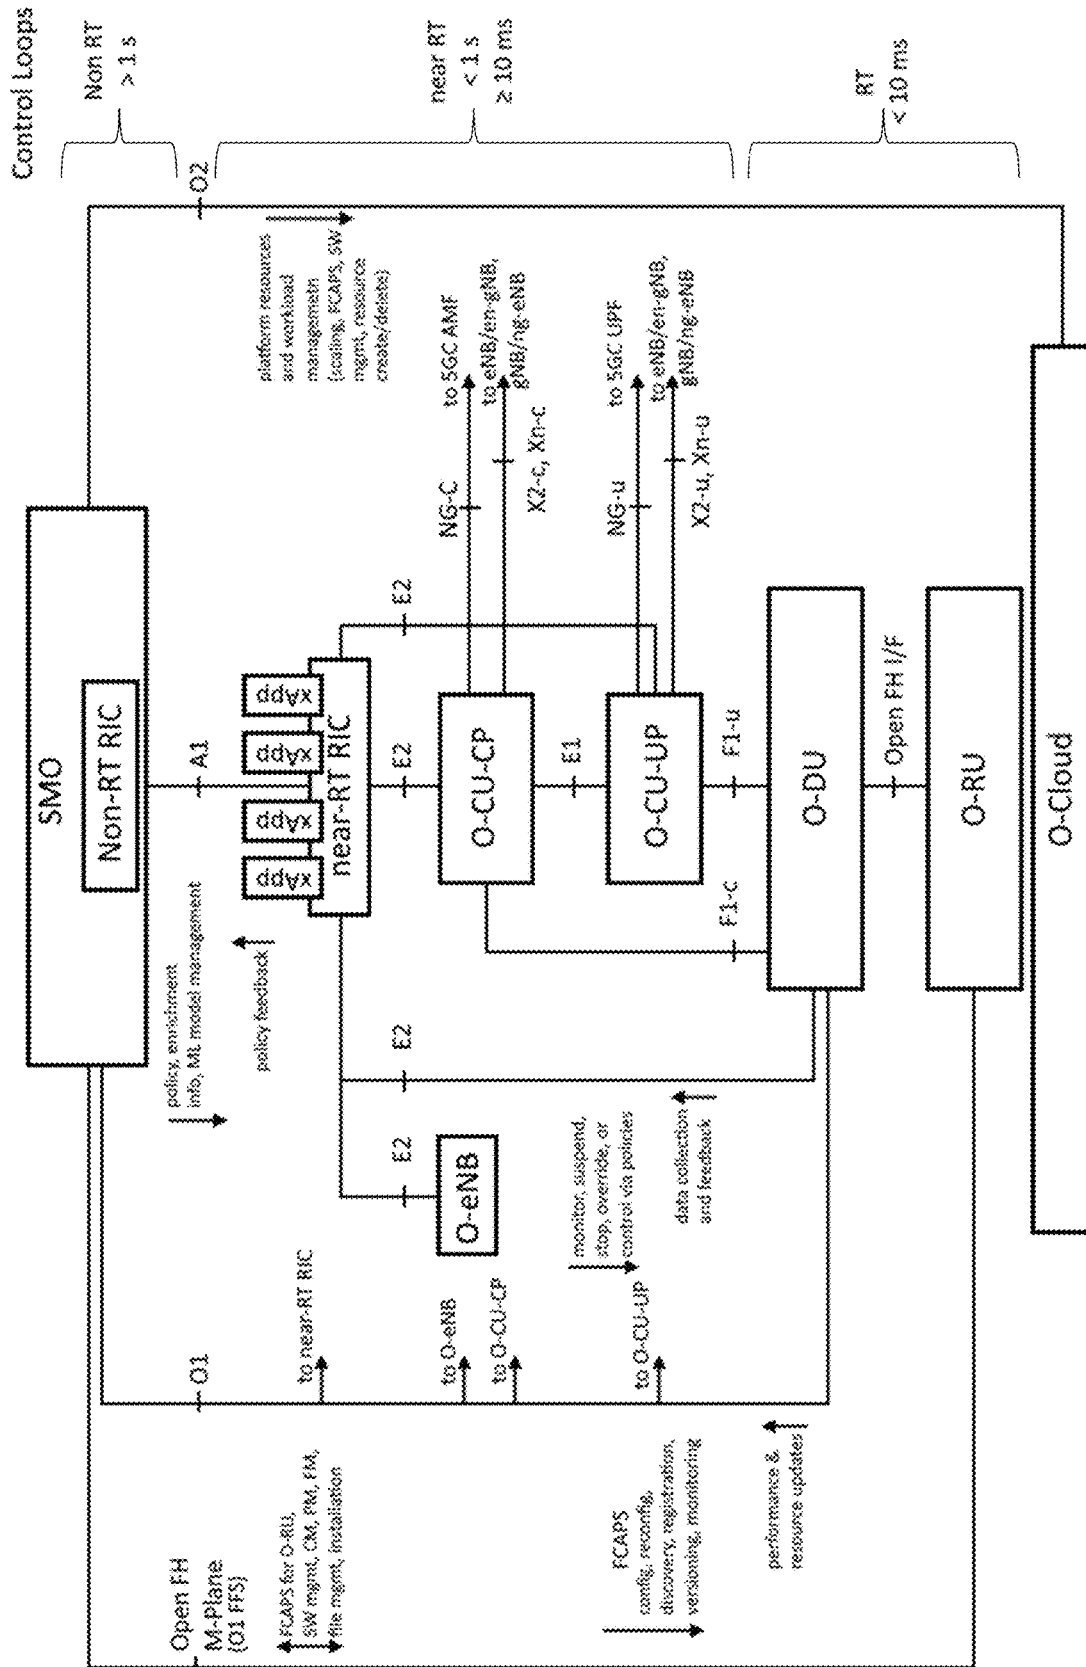 Control Loops
Non RT
> 1 s
near RT
< 1 s
≥ 10 ms
RT
< 10 ms
SMO
Non-RT RIC
O2
platform resources
and workload
managemetn
(scaling, FCAPS, SW
mgmt, resource
create/delete)
A1
policy, enrichment
info, ML model management
policy feedback
xApp
xApp
xApp
xApp
near-RT RIC
E2
E2
E2
E2
O-eNB
O-CU-CP
NG-C
to 5GC AMF
to eNB/en-gNB,
gNB/ng-eNB
X2-c, Xn-c
E1
O-CU-UP
NG-u
to 5GC UPF
to eNB/en-gNB,
gNB/ng-eNB
X2-u, Xn-u
F1-c
F1-u
O-DU
Open FH I/F
O-RU
O-Cloud
monitor, suspend,
stop, override, or
control via policies
data collection
and feedback
O1
to near-RT RIC
to O-eNB
to O-CU-CP
to O-CU-UP
Open FH
M-Plane
(O1 FFS)
FCAPS for O-RU,
SW mgmt, CM, PM, FM,
file mgmt, installation
FCAPS
config, reconfig,
discovery, registration,
versioning, monitoring
performance &
resource updates